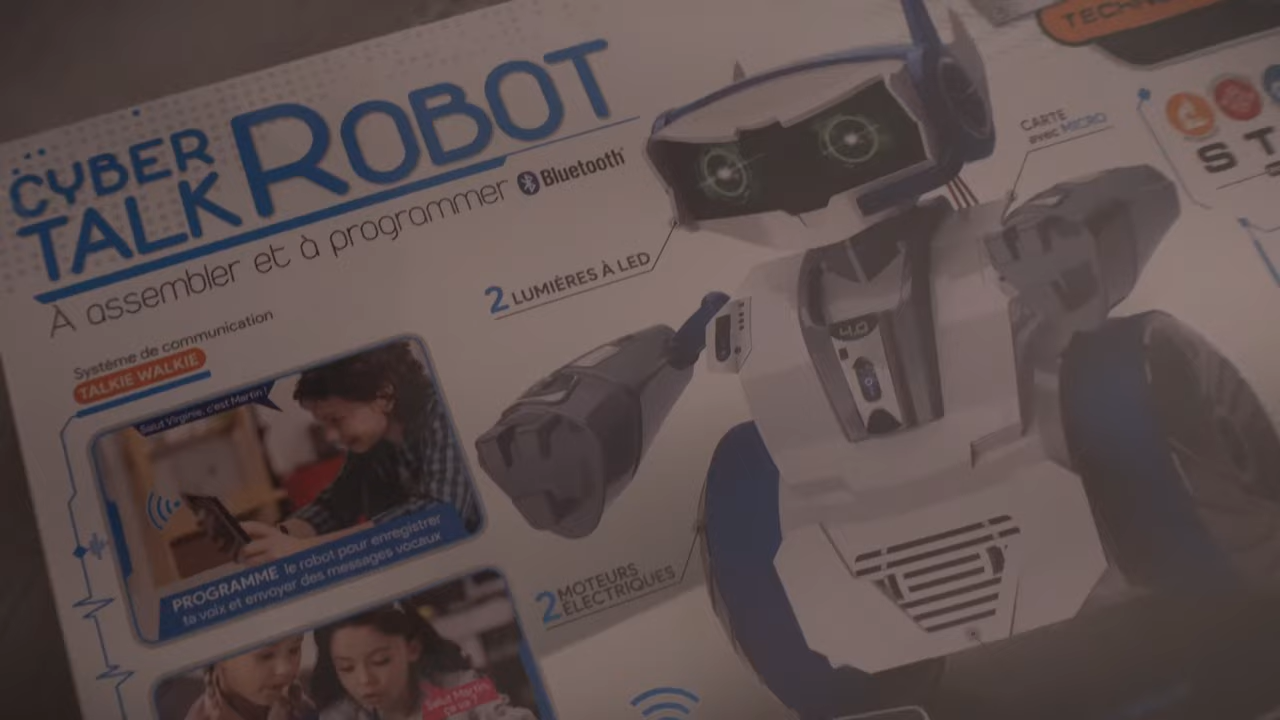 CYBER
TALK ROBOT
À assembler et à programmer Bluetooth
Système de communication
TALKIE WALKIE
Salut Virginie, c'est Martin !
PROGRAMME le robot pour enregistrer
ta voix et envoyer des messages vocaux
Salut Martin,
2 LUMIÈRES À LED
CARTE
avec MICRO
4.0
2 MOTEURS
ÉLECTRIQUES